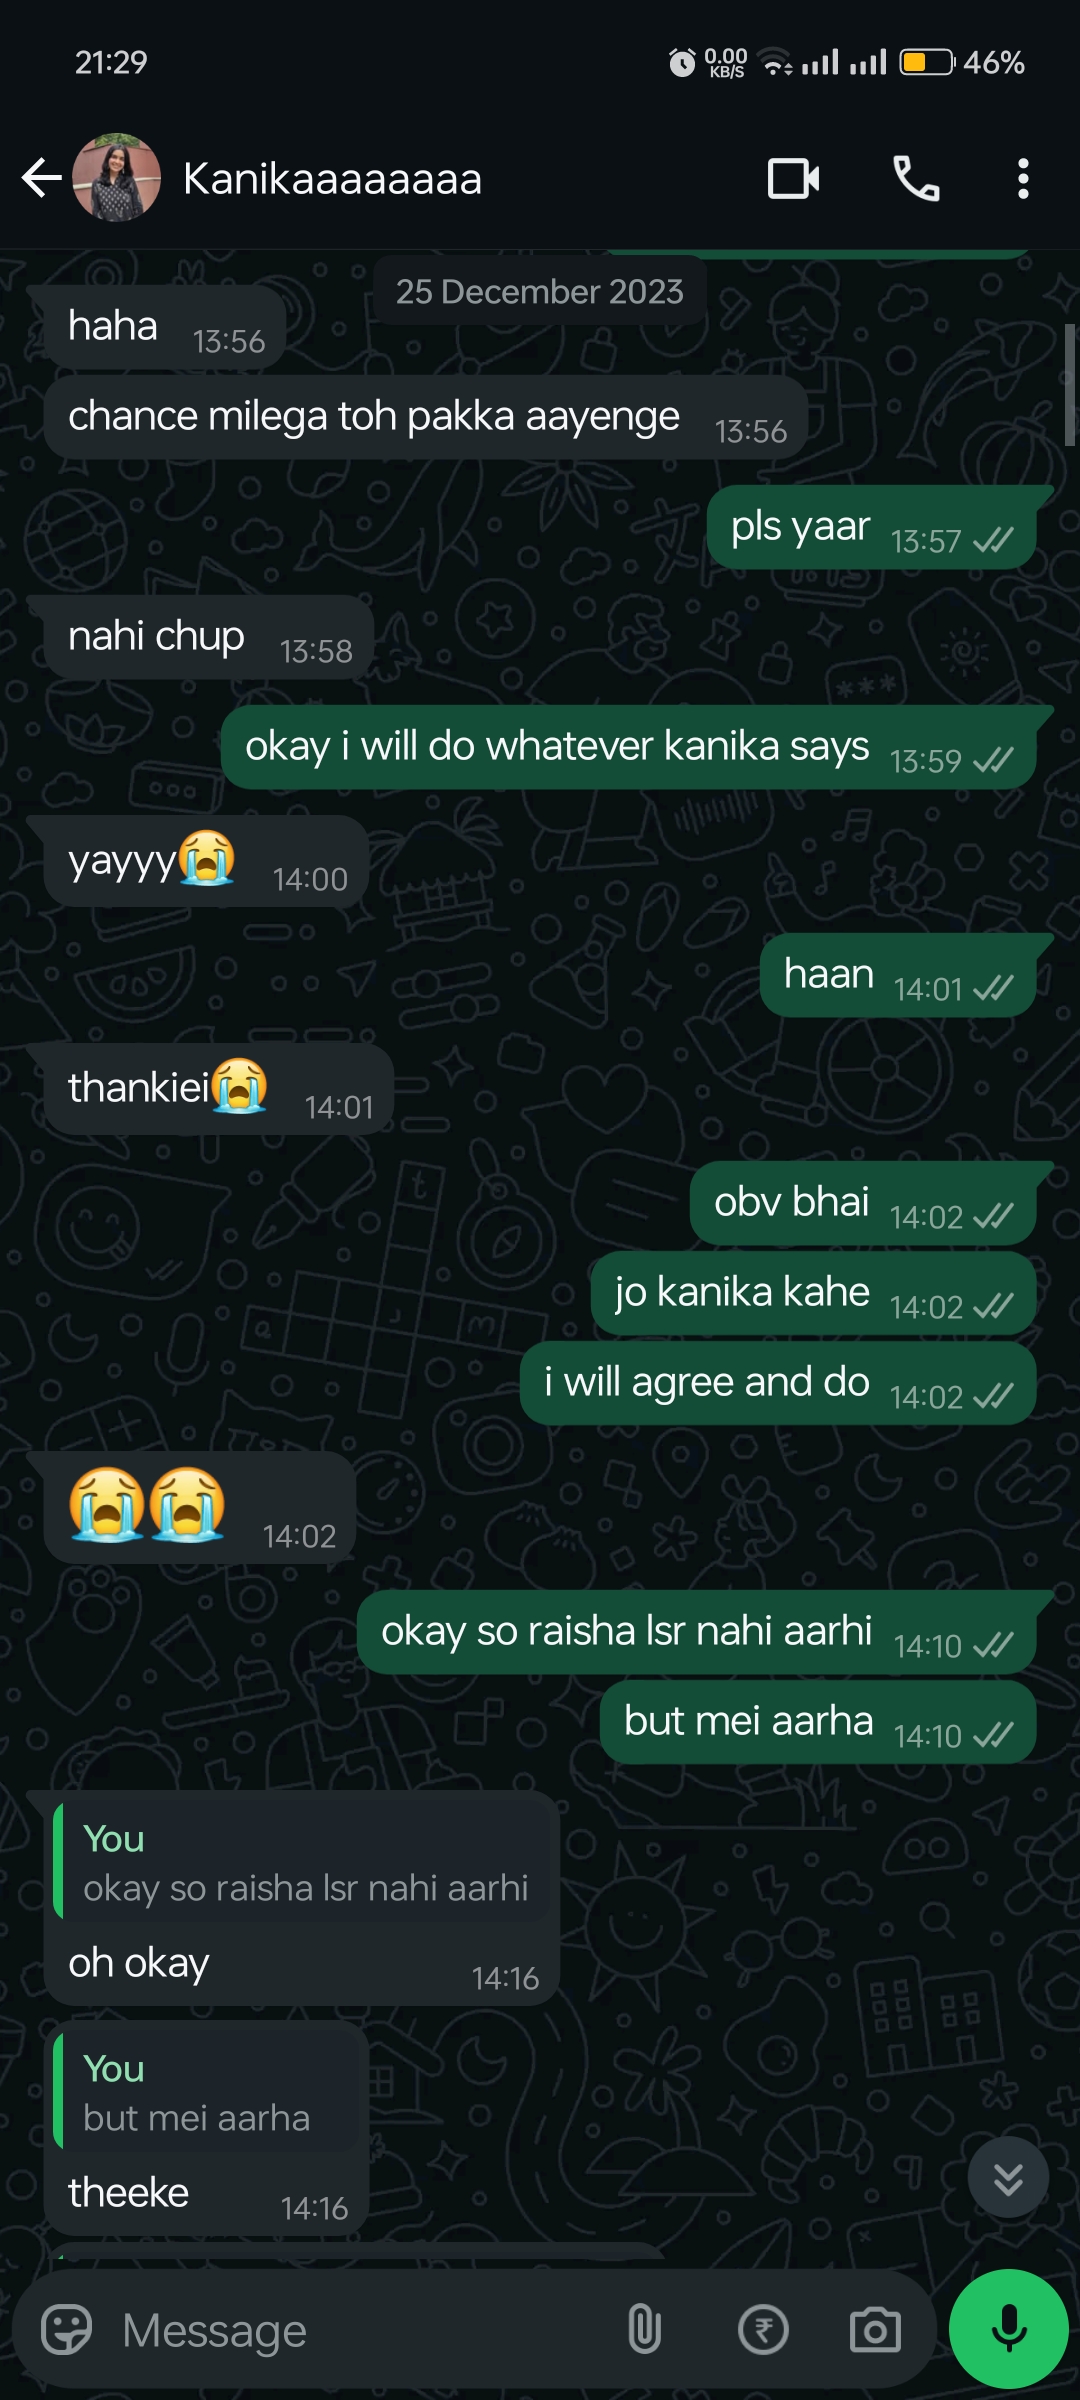 21:29
0.00
KB/S
46%
Kanikaaaaaaaa
25 December 2023
haha 13:56
chance milega toh pakka aayenge 13:56
pls yaar 13:57
nahi chup 13:58
okay i will do whatever kanika says 13:59
yayyy😭 14:00
haan 14:01
thankiei😭 14:01
obv bhai 14:02
jo kanika kahe 14:02
i will agree and do 14:02
😭😭 14:02
okay so raisha lsr nahi aarhi 14:10
but mei aarha 14:10
You
okay so raisha lsr nahi aarhi
oh okay 14:16
You
but mei aarha
theeke 14:16
Message